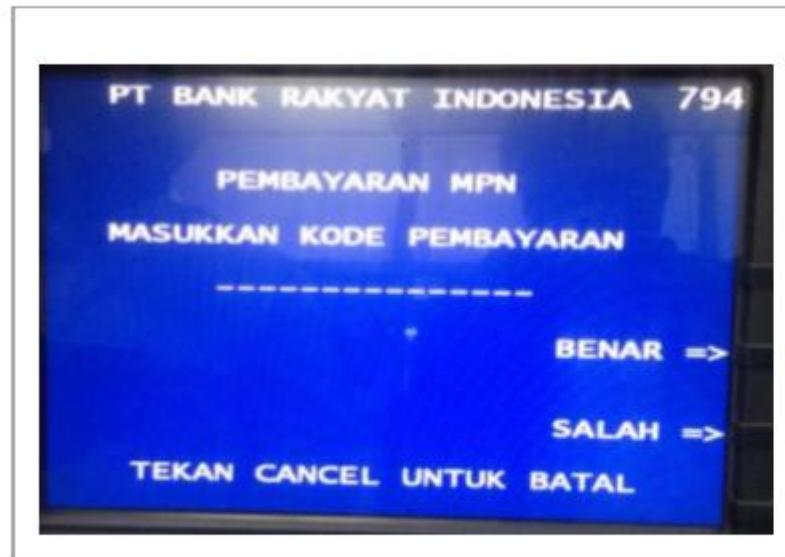 PT BANK RAKYAT INDONESIA 794
PEMBAYARAN MPN
MASUKKAN KODE PEMBAYARAN
---------------
BENAR =>
SALAH =>
TEKAN CANCEL UNTUK BATAL